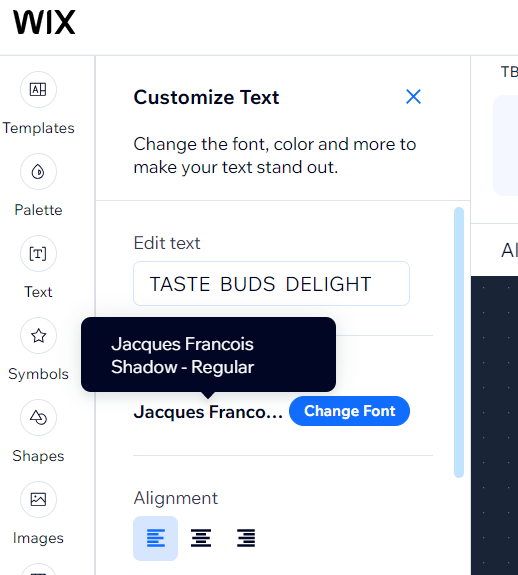 WIX
Templates
Palette
Text
Symbols
Shapes
Images
Customize Text
Change the font, color and more to
make your text stand out.
Edit text
TASTE BUDS DELIGHT
Jacques Francois
Shadow - Regular
Jacques Franco...
Change Font
Alignment
TB